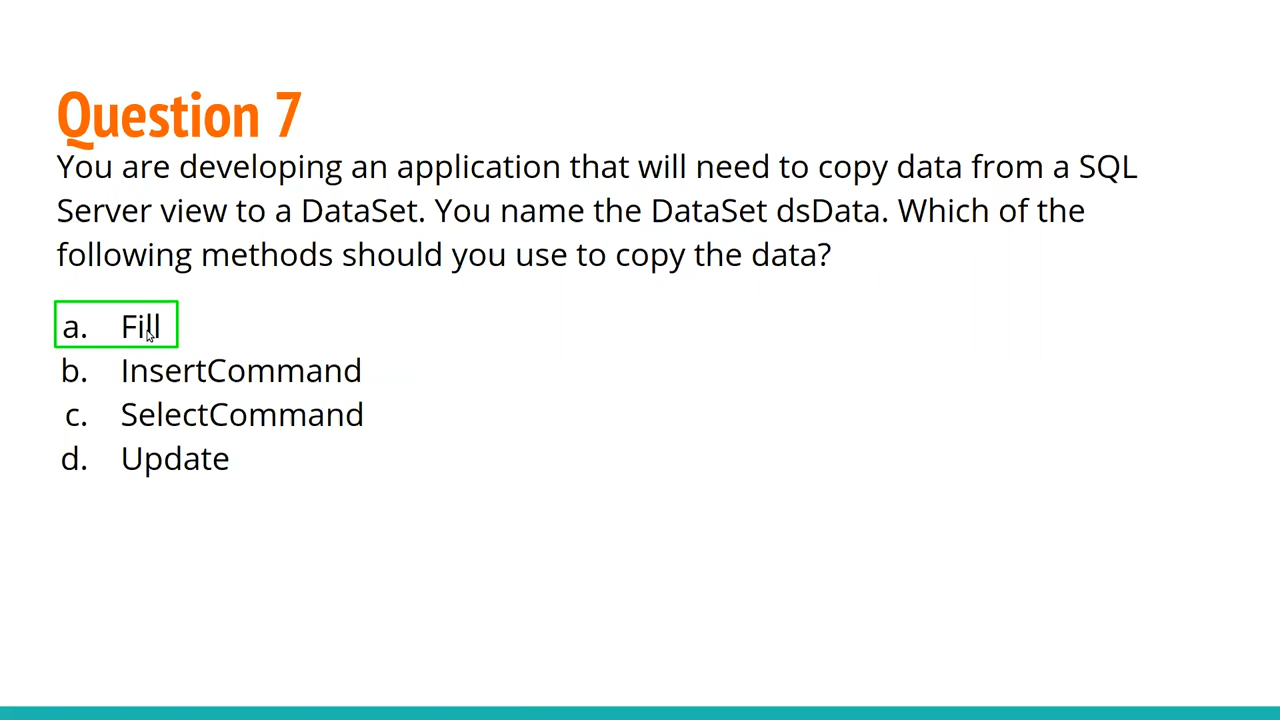 Question 7
You are developing an application that will need to copy data from a SQL
Server view to a DataSet. You name the DataSet dsData. Which of the
following methods should you use to copy the data?
a. Fill
b. InsertCommand
c. SelectCommand
d. Update